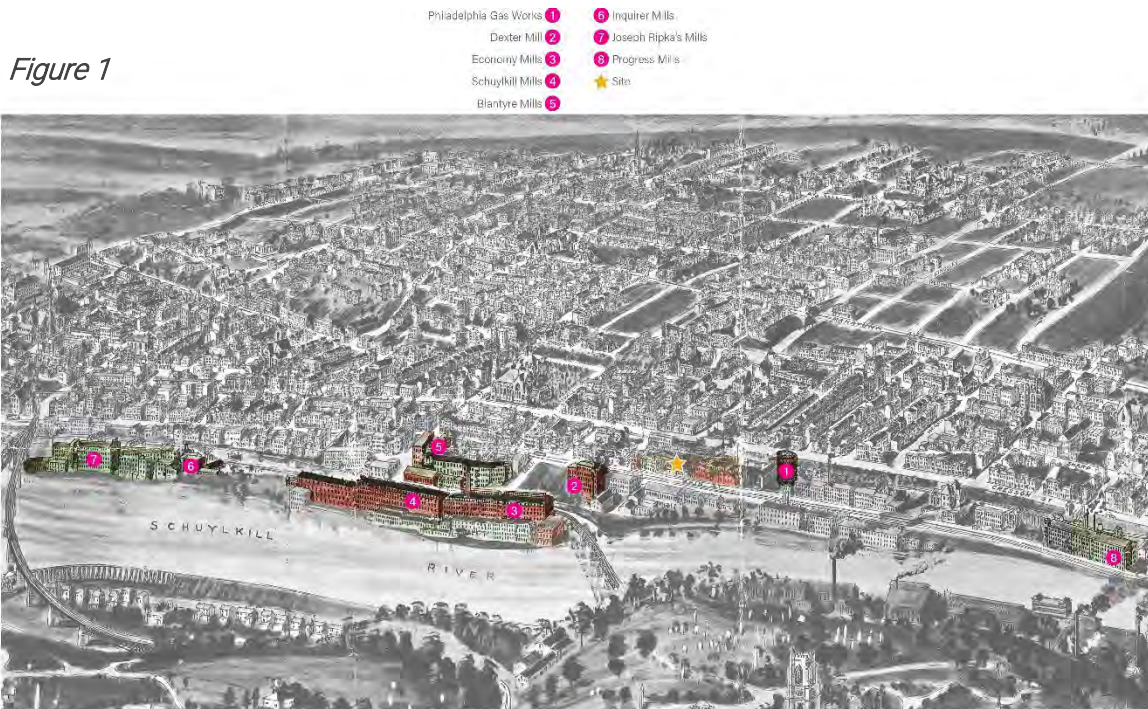 Figure 1
Philadelphia Gas Works 1
Dexter Mill 2
Economy Mills 3
Schuylkill Mills 4
Blantyre Mills 5
6 Inquirer Mills
7 Joseph Ripka's Mills
8 Progress Mills
Site
5
7
6
1
2
4
3
8
SCHUYLKILL
RIVER